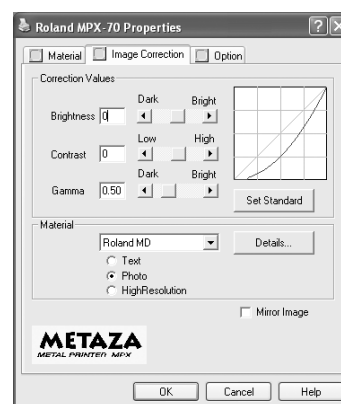 Roland MPX-70 Properties
Material Image Correction Option
Correction Values
Dark Bright
Brightness 0
Low High
Contrast 0
Dark Bright
Gamma 0.50
Set Standard
Material
Roland MD Details...
Text
Photo
HighResolution
Mirror Image
METAZA
METAL PRINTER MPX
OK Cancel Help